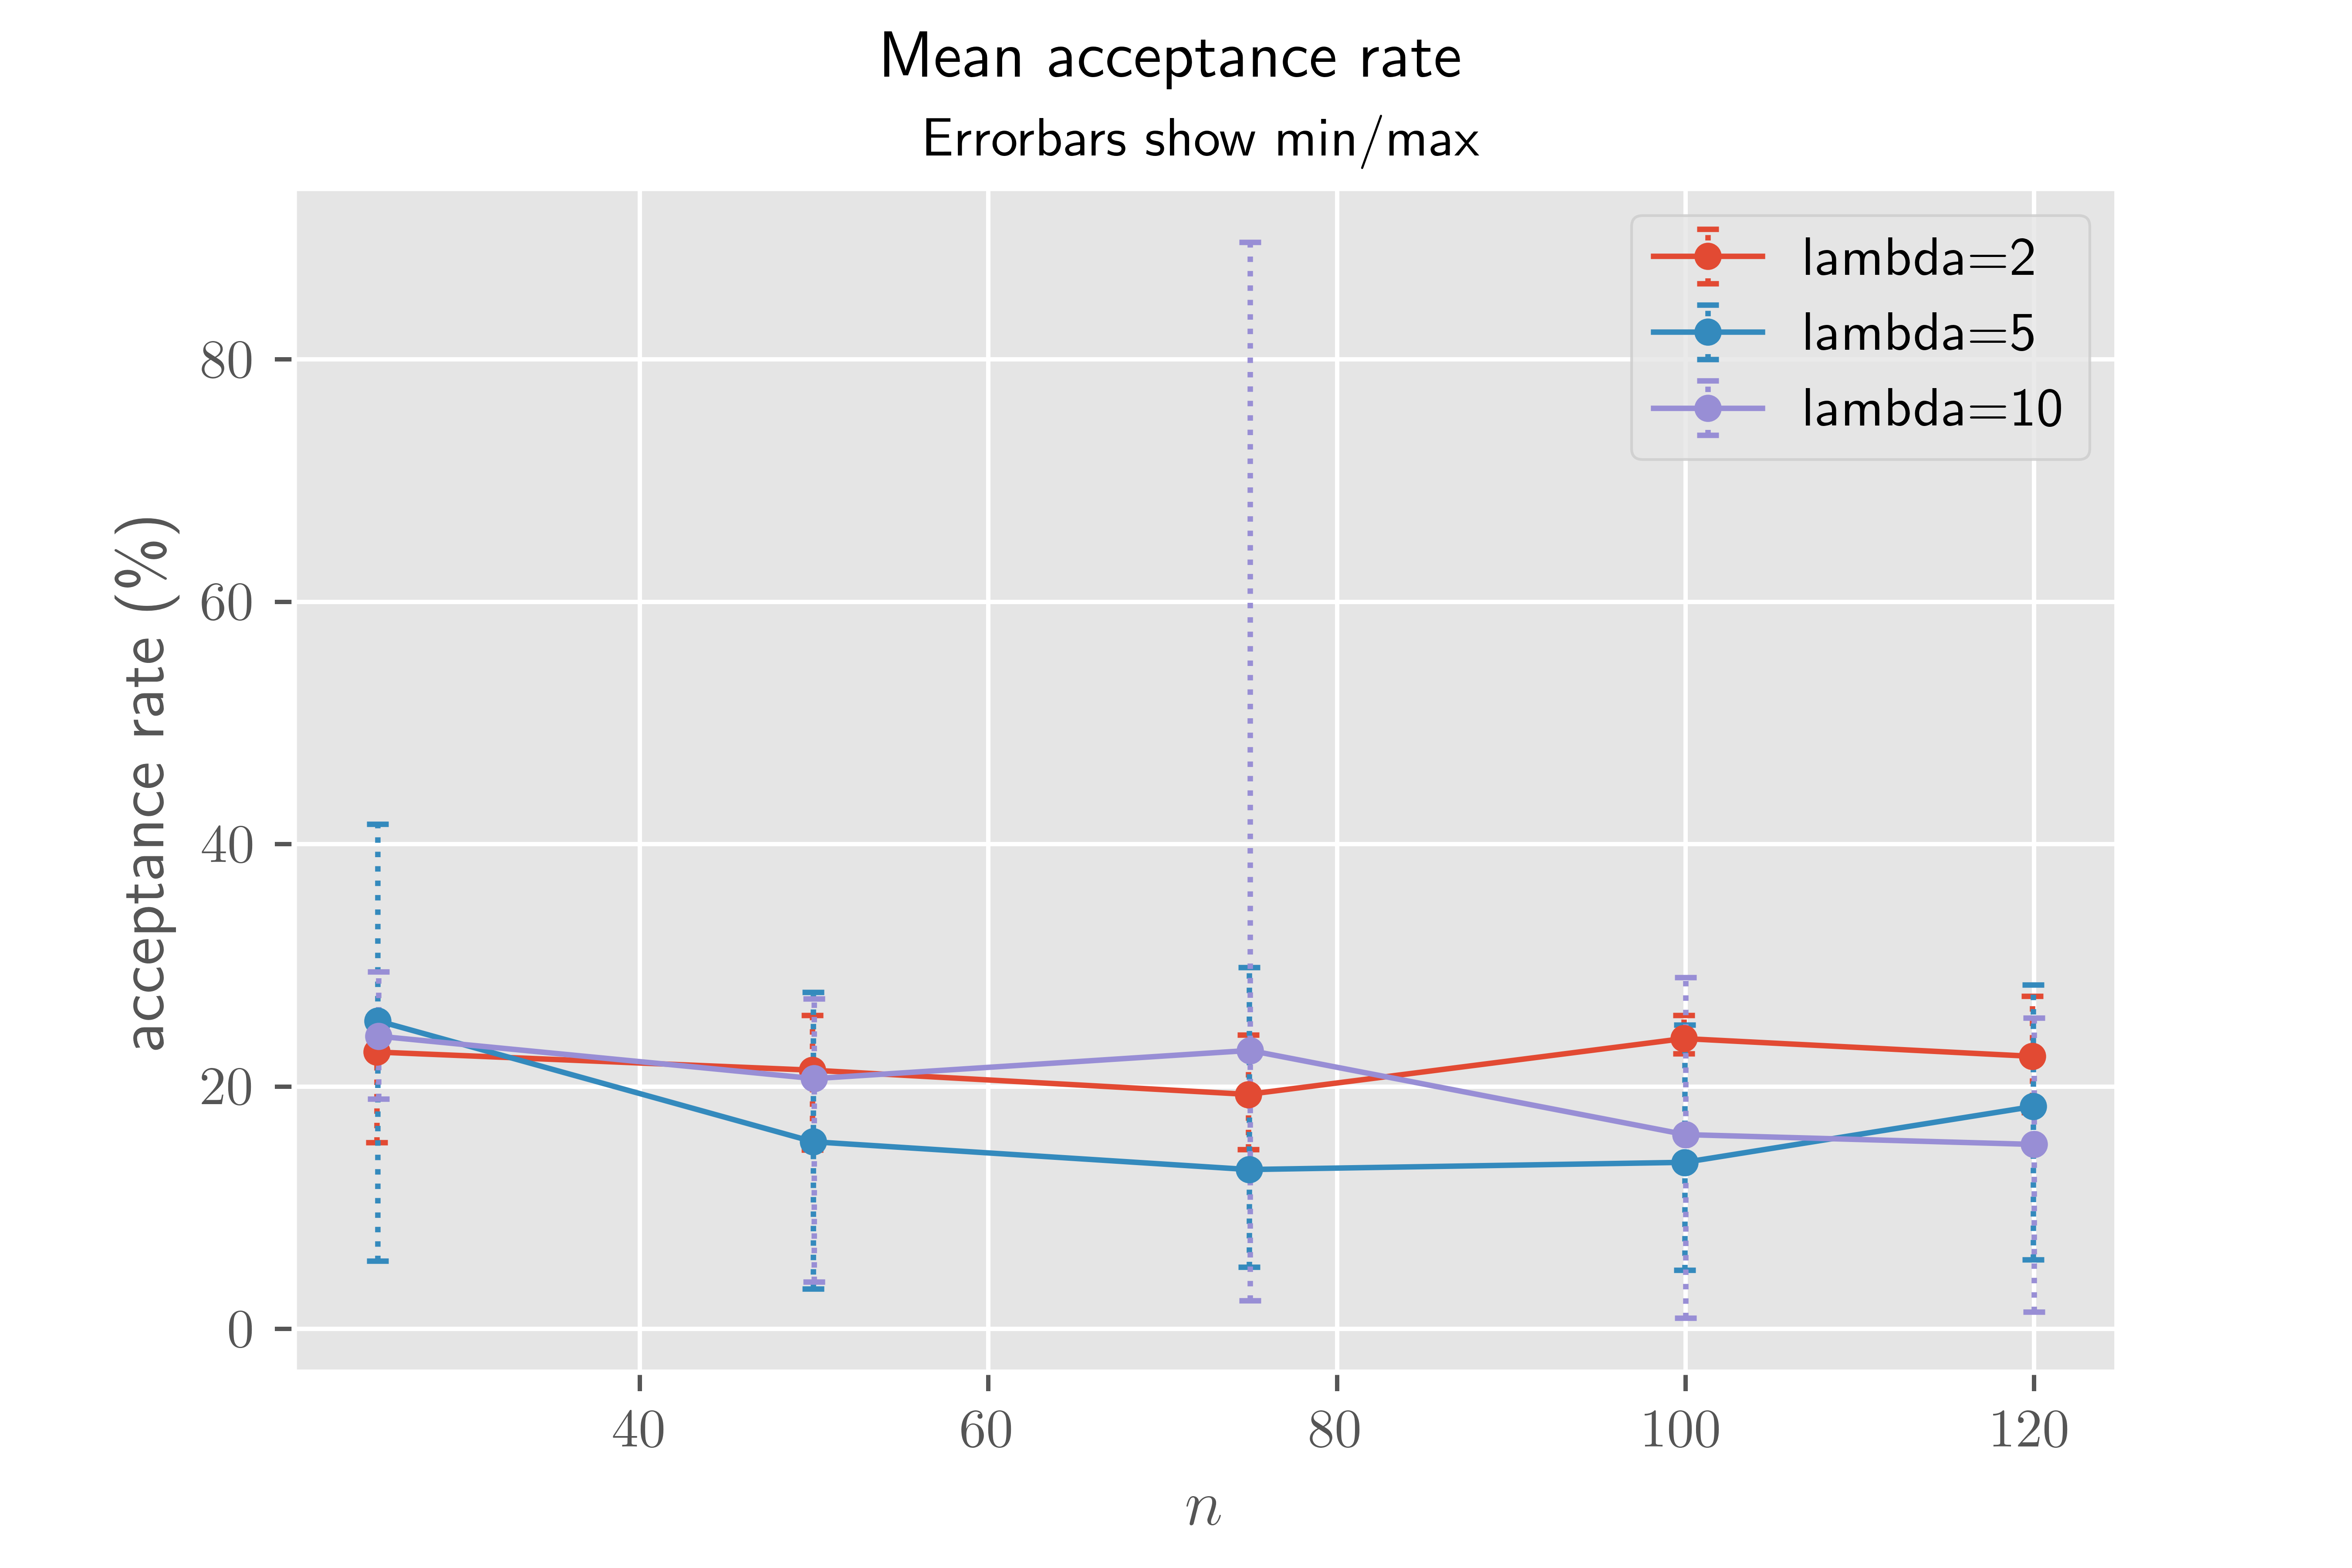 Mean acceptance rate
Errorbars show min/max
lambda=2
lambda=5
lambda=10
acceptance rate (%)
80
60
40
20
0
40 60 80 100 120
n